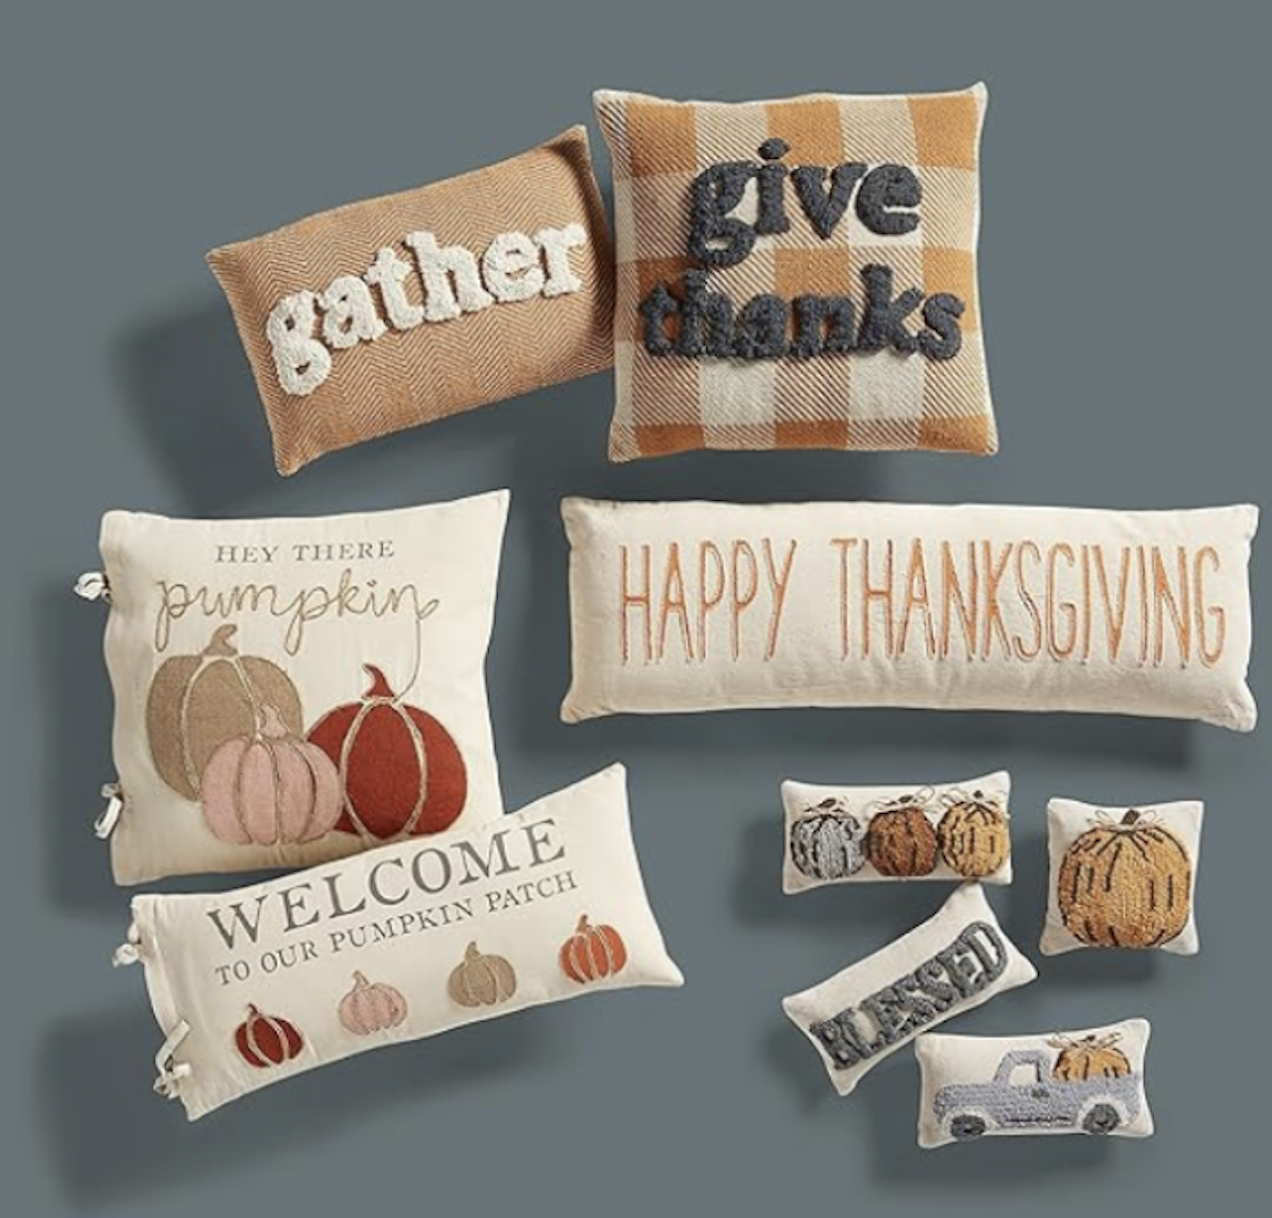 gather
give
thanks
HEY THERE
pumpkin
HAPPY THANKSGIVING
WELCOME
TO OUR PUMPKIN PATCH
BLESSED